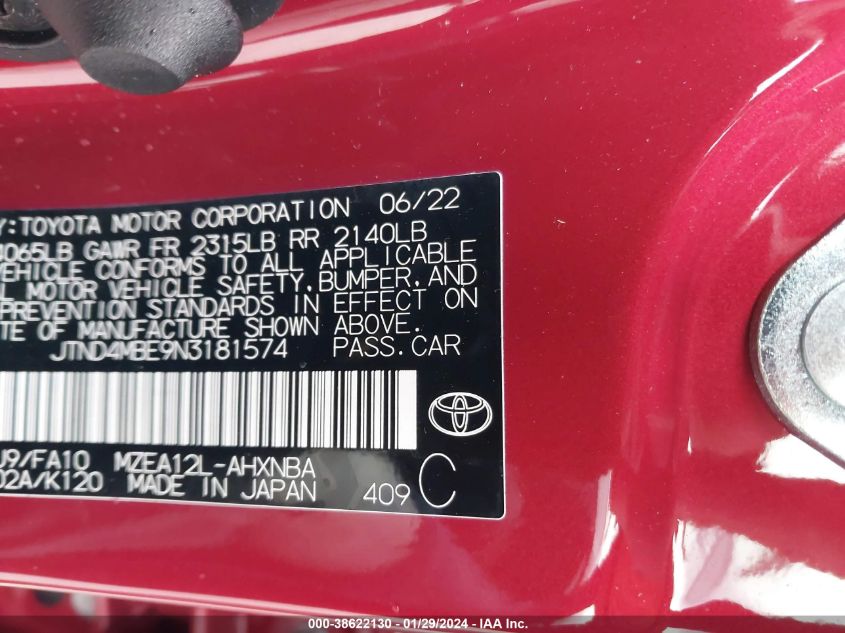 TOYOTA MOTOR CORPORATION 06/22
GAWR FR 2315LB RR 2140LB
VEHICLE CONFORMS TO ALL APPLICABLE
MOTOR VEHICLE SAFETY,BUMPER,AND
PREVENTION STANDARDS IN EFFECT ON
TE OF MANUFACTURE SHOWN ABOVE.
JTND4MBE9N3181574 PASS.CAR
/FA10 MZEA12L-AHXNBA
02A/K120 MADE IN JAPAN 409 C
000-38622130 - 01/29/2024 - IAA Inc.